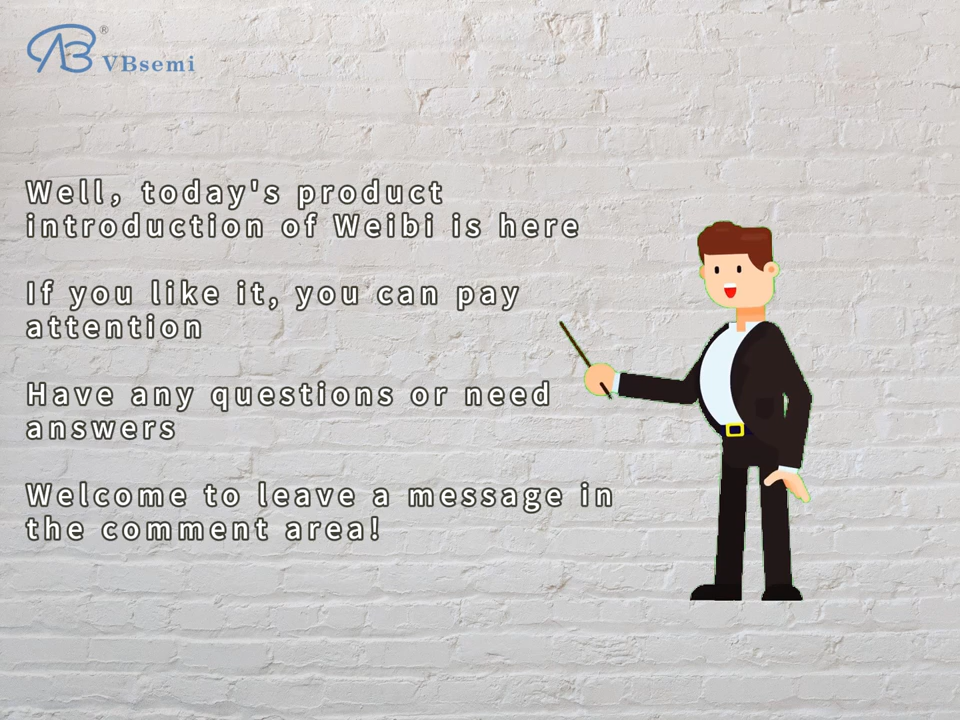 VBsemi
Well, today's product
introduction of Weibi is here
If you like it, you can pay
attention
Have any questions or need
answers
Welcome to leave a message in
the comment area!